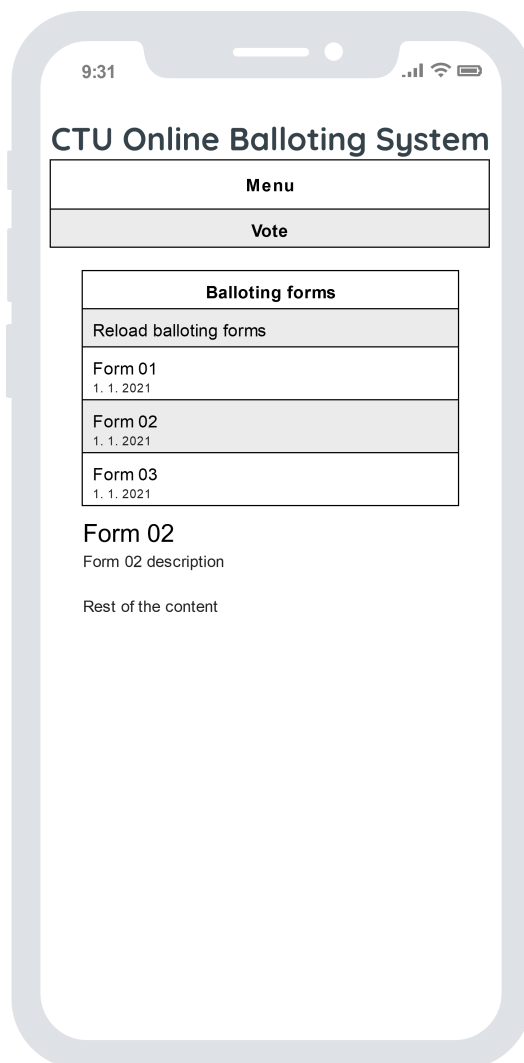 9:31
CTU Online Balloting System
Menu
Vote
Balloting forms
Reload balloting forms
Form 01
1. 1. 2021
Form 02
1. 1. 2021
Form 03
1. 1. 2021
Form 02
Form 02 description
Rest of the content